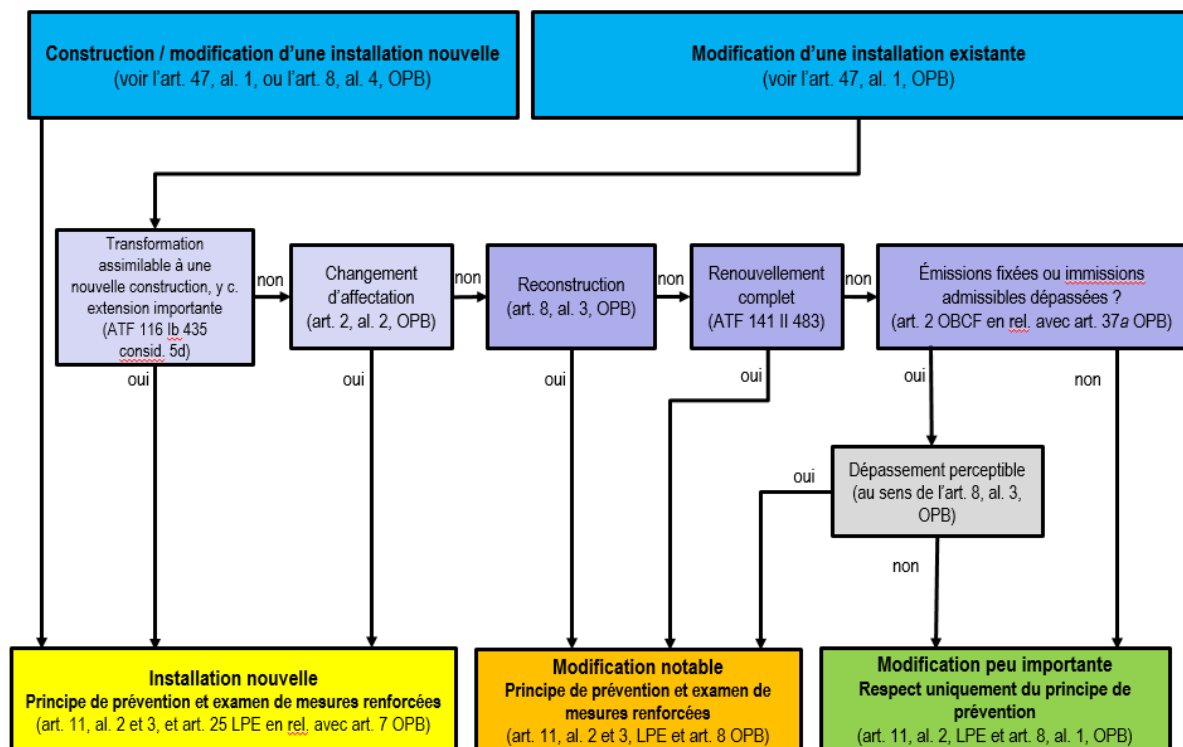 Construction / modification d'une installation nouvelle
(voir l'art. 47, al. 1, ou l'art. 8, al. 4, OPB)
Modification d'une installation existante
(voir l'art. 47, al. 1, OPB)
Transformation
assimilable à une
nouvelle construction, y c.
extension importante
(ATF 116 Ib 435
consid. 5d)
non
Changement
d'affectation
(art. 2, al. 2, OPB)
non
Reconstruction
(art. 8, al. 3, OPB)
non
Renouvellement
complet
(ATF 141 II 483)
non
Émissions fixées ou immissions
admissibles dépassées ?
(art. 2 OBCF en rel. avec art. 37a OPB)
oui
oui
oui
oui
oui
non
Dépassement perceptible
(au sens de l'art. 8, al. 3,
OPB)
oui
non
Installation nouvelle
Principe de prévention et examen de mesures renforcées
(art. 11, al. 2 et 3, et art. 25 LPE en rel. avec art. 7 OPB)
Modification notable
Principe de prévention et examen de
mesures renforcées
(art. 11, al. 2 et 3, LPE et art. 8 OPB)
Modification peu importante
Respect uniquement du principe de
prévention
(art. 11, al. 2, LPE et art. 8, al. 1, OPB)